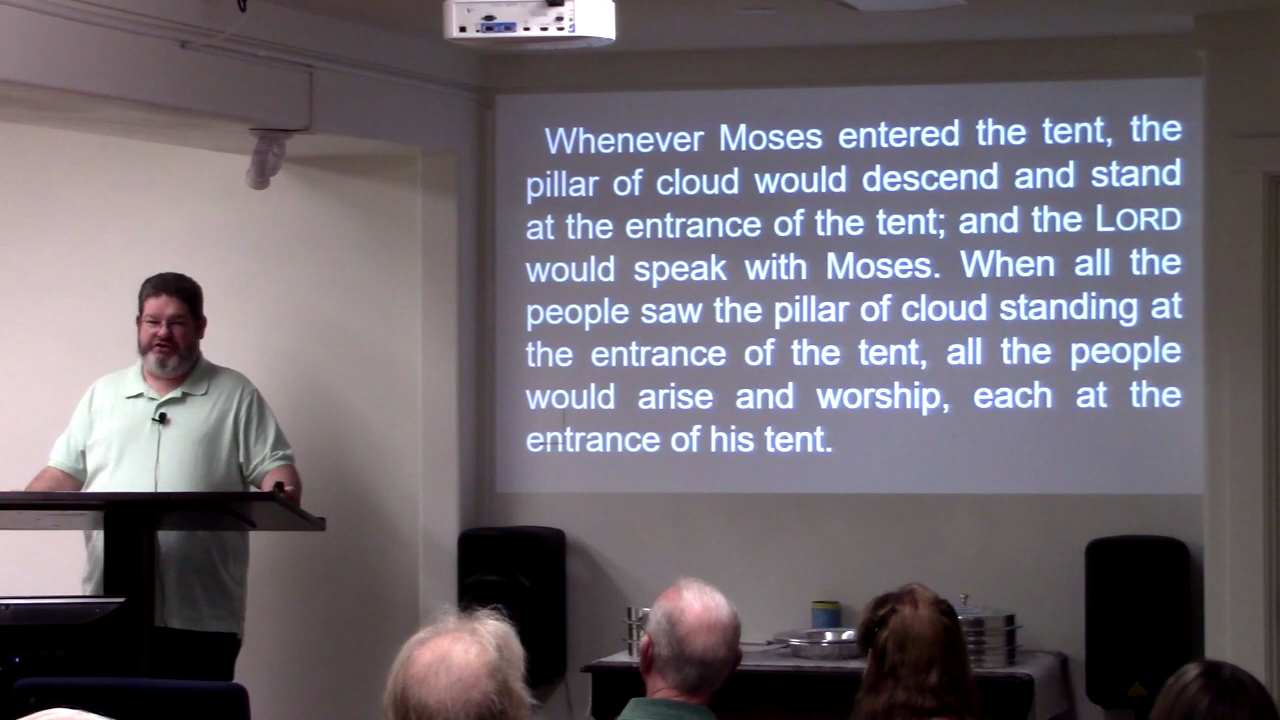 Whenever Moses entered the tent, the
pillar of cloud would descend and stand
at the entrance of the tent; and the LORD
would speak with Moses. When all the
people saw the pillar of cloud standing at
the entrance of the tent, all the people
would arise and worship, each at the
entrance of his tent.